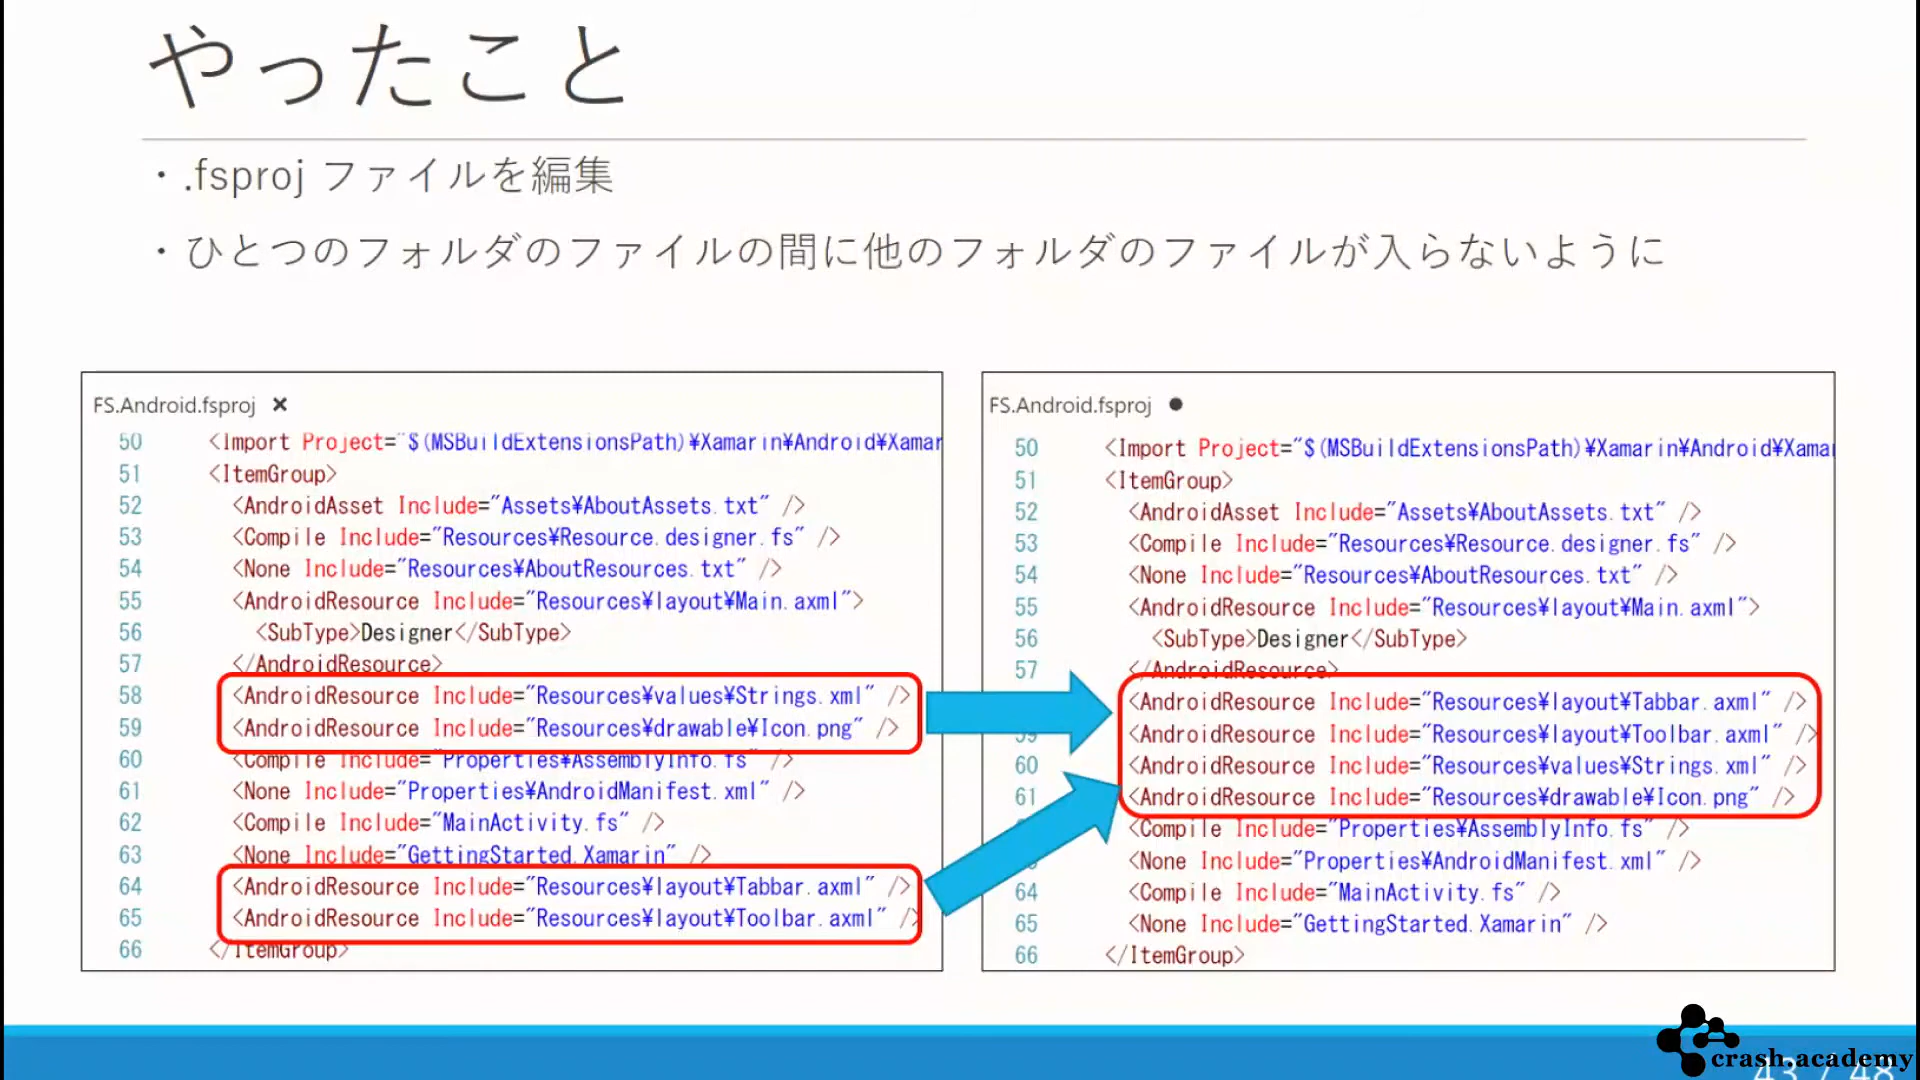 やったこと
・.fsproj ファイルを編集
・ひとつのフォルダのファイルの間に他のフォルダのファイルが入らないように
FS.Android.fsproj ✕
50 <Import Project="$(MSBuildExtensionsPath)¥Xamarin¥Android¥Xamar
51 <ItemGroup>
52 <AndroidAsset Include="Assets¥AboutAssets.txt" />
53 <Compile Include="Resources¥Resource.designer.fs" />
54 <None Include="Resources¥AboutResources.txt" />
55 <AndroidResource Include="Resources¥layout¥Main.axml">
56 <SubType>Designer</SubType>
57 </AndroidResource>
58 <AndroidResource Include="Resources¥values¥Strings.xml" />
59 <AndroidResource Include="Resources¥drawable¥Icon.png" />
60 <Compile Include="Properties¥AssemblyInfo.fs" />
61 <None Include="Properties¥AndroidManifest.xml" />
62 <Compile Include="MainActivity.fs" />
63 <None Include="GettingStarted.Xamarin" />
64 <AndroidResource Include="Resources¥layout¥Tabbar.axml" />
65 <AndroidResource Include="Resources¥layout¥Toolbar.axml" />
66 </ItemGroup>
FS.Android.fsproj ●
50 <Import Project="$(MSBuildExtensionsPath)¥Xamarin¥Android¥Xamar
51 <ItemGroup>
52 <AndroidAsset Include="Assets¥AboutAssets.txt" />
53 <Compile Include="Resources¥Resource.designer.fs" />
54 <None Include="Resources¥AboutResources.txt" />
55 <AndroidResource Include="Resources¥layout¥Main.axml">
56 <SubType>Designer</SubType>
57 </AndroidResource>
<AndroidResource Include="Resources¥layout¥Tabbar.axml" />
59 <AndroidResource Include="Resources¥layout¥Toolbar.axml" />
60 <AndroidResource Include="Resources¥values¥Strings.xml" />
61 <AndroidResource Include="Resources¥drawable¥Icon.png" />
<Compile Include="Properties¥AssemblyInfo.fs" />
<None Include="Properties¥AndroidManifest.xml" />
64 <Compile Include="MainActivity.fs" />
65 <None Include="GettingStarted.Xamarin" />
66 </ItemGroup>
crash.academy
43 / 48